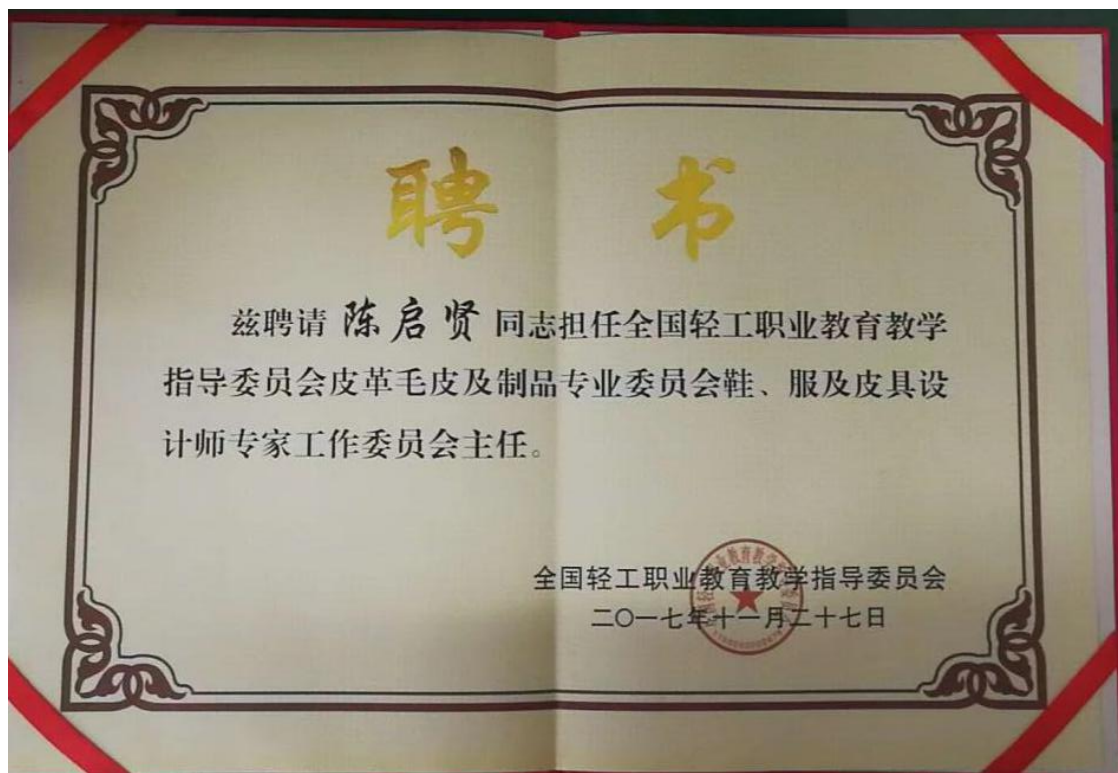 聘 书
兹聘请 陈启贤 同志担任全国轻工职业教育教学
指导委员会皮革毛皮及制品专业委员会鞋、服及皮具设
计师专家工作委员会主任。
全国轻工职业教育教学指导委员会
二〇一七年十一月二十七日